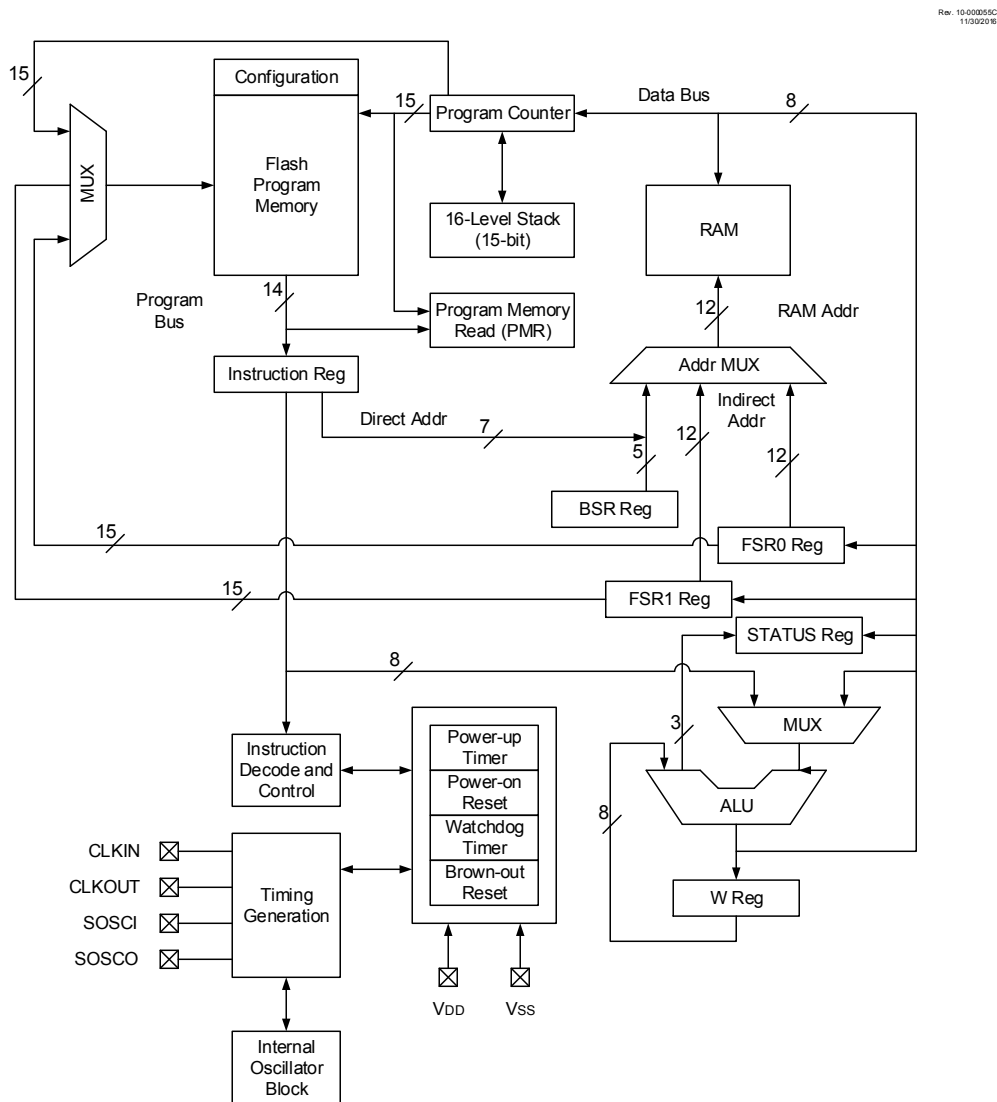 Rev. 10-000055C
11/30/2016
15
Configuration
15
Program Counter
Data Bus
8
MUX
Flash
Program
Memory
16-Level Stack
(15-bit)
RAM
Program
Bus
14
Program Memory
Read (PMR)
12
RAM Addr
Instruction Reg
Addr MUX
Direct Addr
7
Indirect
Addr
5
12
12
BSR Reg
15
FSR0 Reg
15
FSR1 Reg
STATUS Reg
8
3
MUX
Instruction
Decode and
Control
Power-up
Timer
Power-on
Reset
Watchdog
Timer
Brown-out
Reset
8
ALU
W Reg
CLKIN
CLKOUT
SOSCI
SOSCO
Timing
Generation
VDD
VSS
Internal
Oscillator
Block